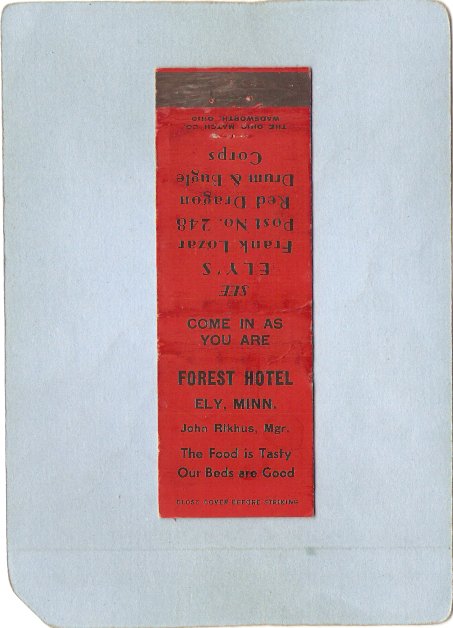 THE OHIO MATCH CO.
WADSWORTH, OHIO
SEE
ELY'S
Frank Lozar
Post No. 248
Red Dragon
Drum & Bugle
Corps
COME IN AS
YOU ARE
FOREST HOTEL
ELY, MINN.
John Rikhus, Mgr.
The Food is Tasty
Our Beds are Good
CLOSE COVER BEFORE STRIKING